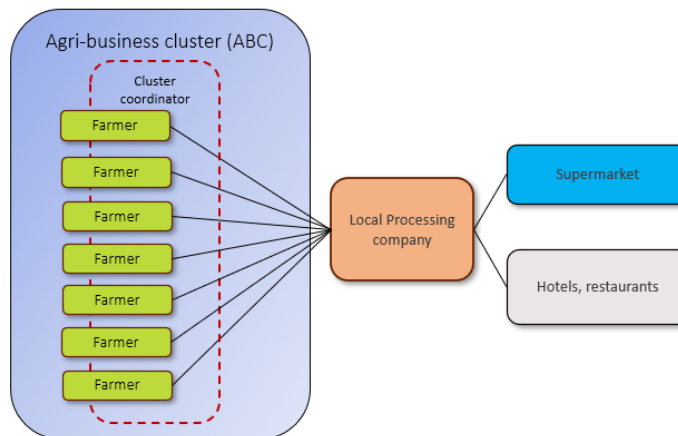 Agri-business cluster (ABC)
Cluster
coordinator
Farmer
Farmer
Farmer
Farmer
Farmer
Farmer
Farmer
Local Processing
company
Supermarket
Hotels, restaurants